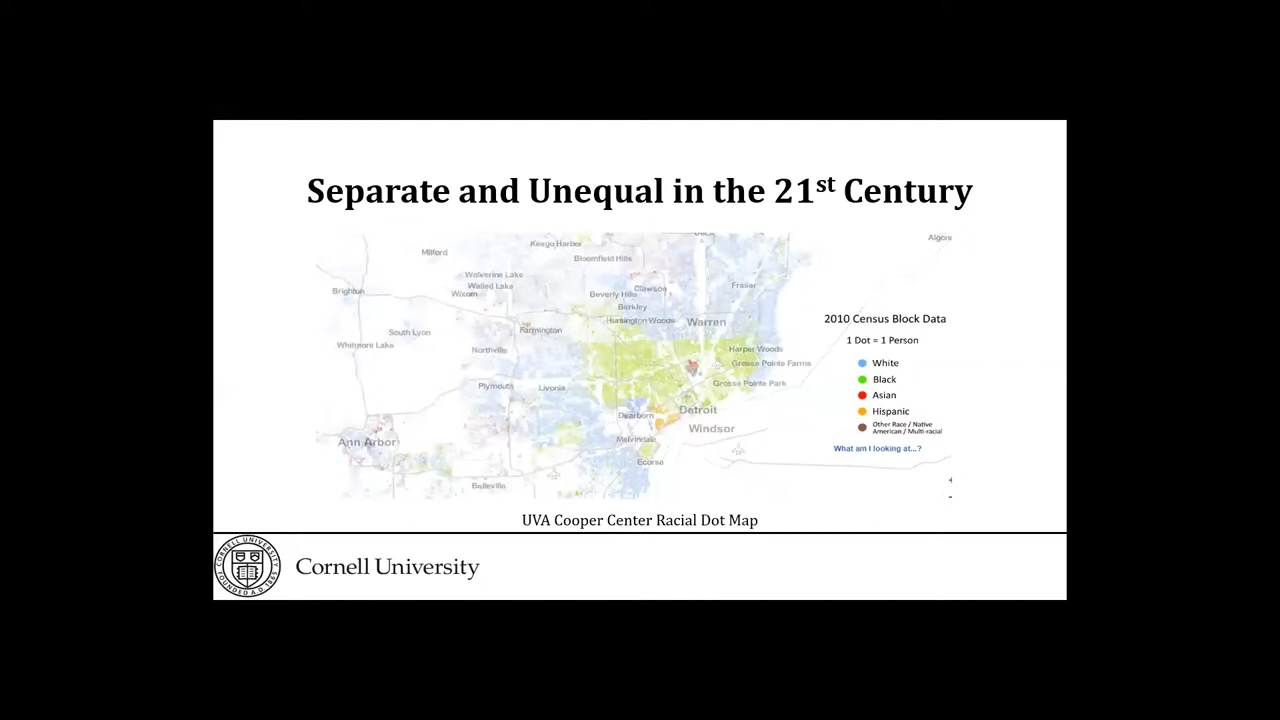 Separate and Unequal in the 21st Century
Keego Harbor
Algona
Milford
Bloomfield Hills
Wolverine Lake
Walled Lake
Wixom
Brighton
Beverly Hills
Clawson
Fraser
Berkley
Huntington Woods
Warren
South Lyon
Farmington
Whitmore Lake
Northville
Harper Woods
Grosse Pointe Farms
Plymouth
Livonia
Grosse Pointe Park
Dearborn
Detroit
Windsor
Ann Arbor
Melvindale
Ecorse
Belleville
2010 Census Block Data
1 Dot = 1 Person
White
Black
Asian
Hispanic
Other Race / Native
American / Multi-racial
What am I looking at...?
+
-
UVA Cooper Center Racial Dot Map
CORNELL UNIVERSITY
FOUNDED A.D. 1865
Cornell University